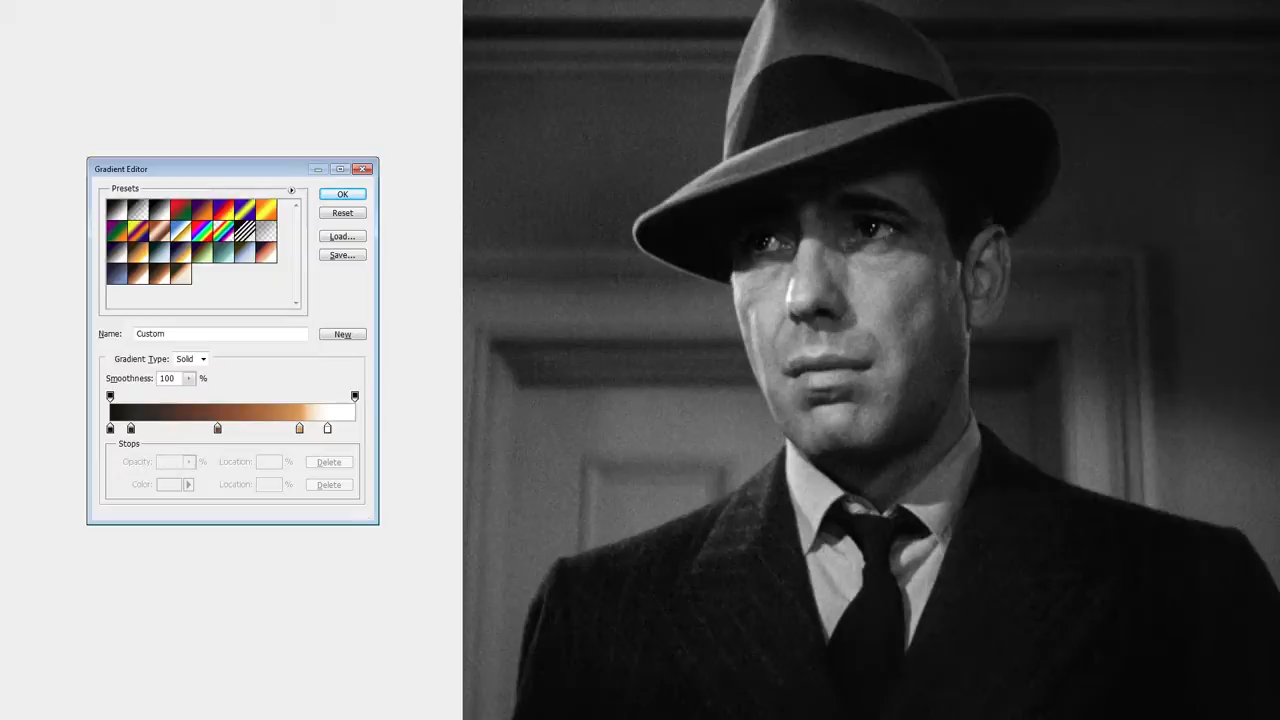 Gradient Editor
Presets
OK
Reset
Load...
Save...
Name: Custom
New
Gradient Type: Solid
Smoothness: 100 %
Stops
Opacity: % Location: % Delete
Color: Location: % Delete